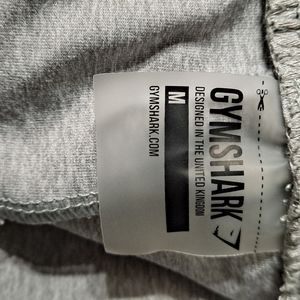 GYMSHARK
DESIGNED IN THE UNITED KINGDOM
M
GYMSHARK.COM